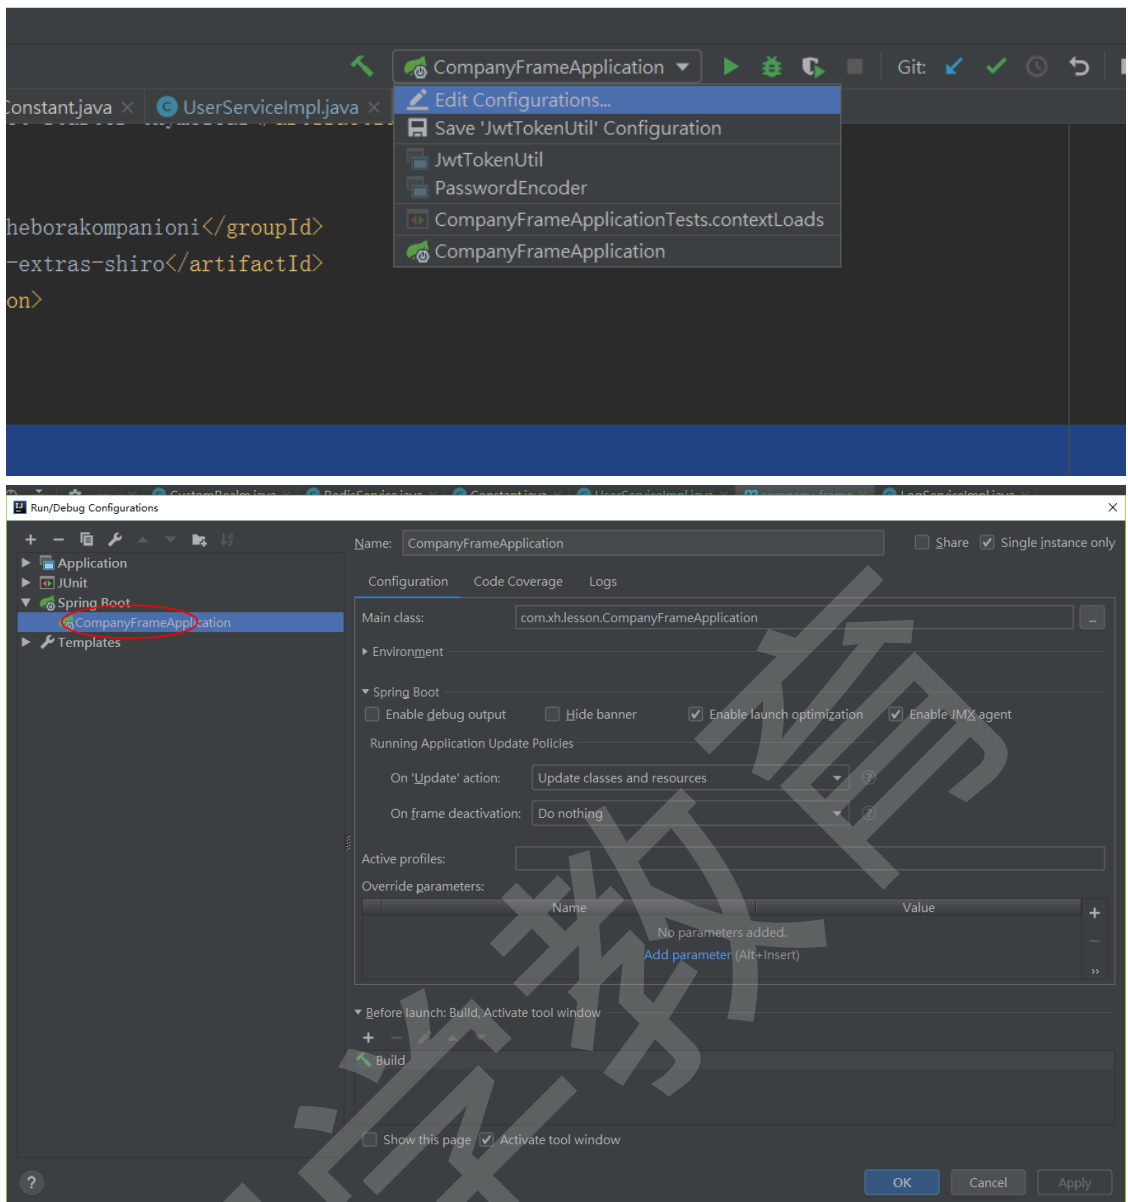 CompanyFrameApplication
Git:
Constant.java
UserServiceImpl.java
Edit Configurations...
Save 'JwtTokenUtil' Configuration
JwtTokenUtil
PasswordEncoder
heborakompanioni</groupId>
CompanyFrameApplicationTests.contextLoads
CompanyFrameApplication
-extras-shiro</artifactId>
on>
Run/Debug Configurations
Name: CompanyFrameApplication
Share
Single instance only
Application
JUnit
Spring Boot
CompanyFrameApplication
Templates
Configuration
Code Coverage
Logs
Main class: com.xh.lesson.CompanyFrameApplication
...
Environment
Spring Boot
Enable debug output
Hide banner
Enable launch optimization
Enable JMX agent
Running Application Update Policies
On 'Update' action: Update classes and resources
On frame deactivation: Do nothing
Active profiles:
Override parameters:
Name
Value
No parameters added.
Add parameter (Alt+Insert)
Before launch: Build, Activate tool window
Build
Show this page
Activate tool window
OK
Cancel
Apply
学教育